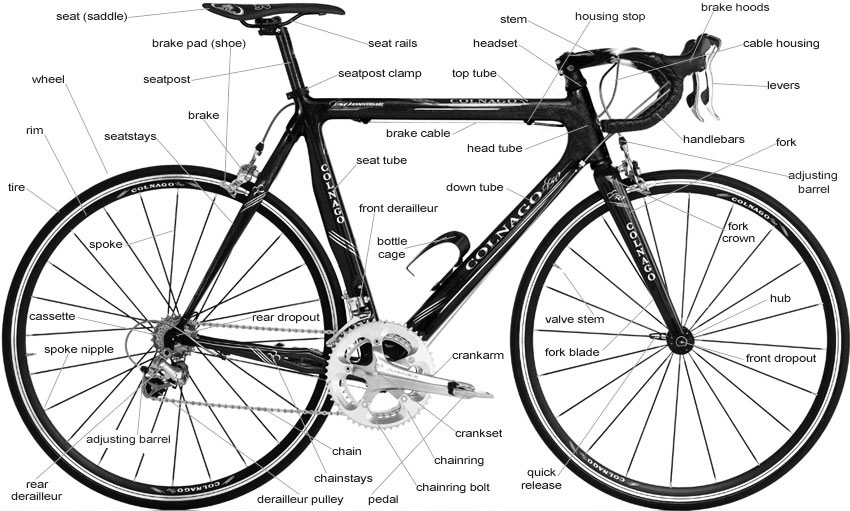 seat (saddle)
stem
housing stop
brake hoods
brake pad (shoe)
seat rails
headset
cable housing
wheel
seatpost
seatpost clamp
top tube
levers
COLNAGO
brake
rim
seatstays
brake cable
handlebars
head tube
fork
seat tube
COLNAGO
tire
COLNAGO
down tube
COLNAGO
adjusting
barrel
COLNAGO
front derailleur
spoke
bottle
cage
COLNAGO
fork
crown
cassette
rear dropout
valve stem
hub
spoke nipple
crankarm
fork blade
front dropout
adjusting barrel
crankset
chain
chainring
COLNAGO
rear
derailleur
chainstays
derailleur pulley
pedal
chainring bolt
quick
release
COLNAGO